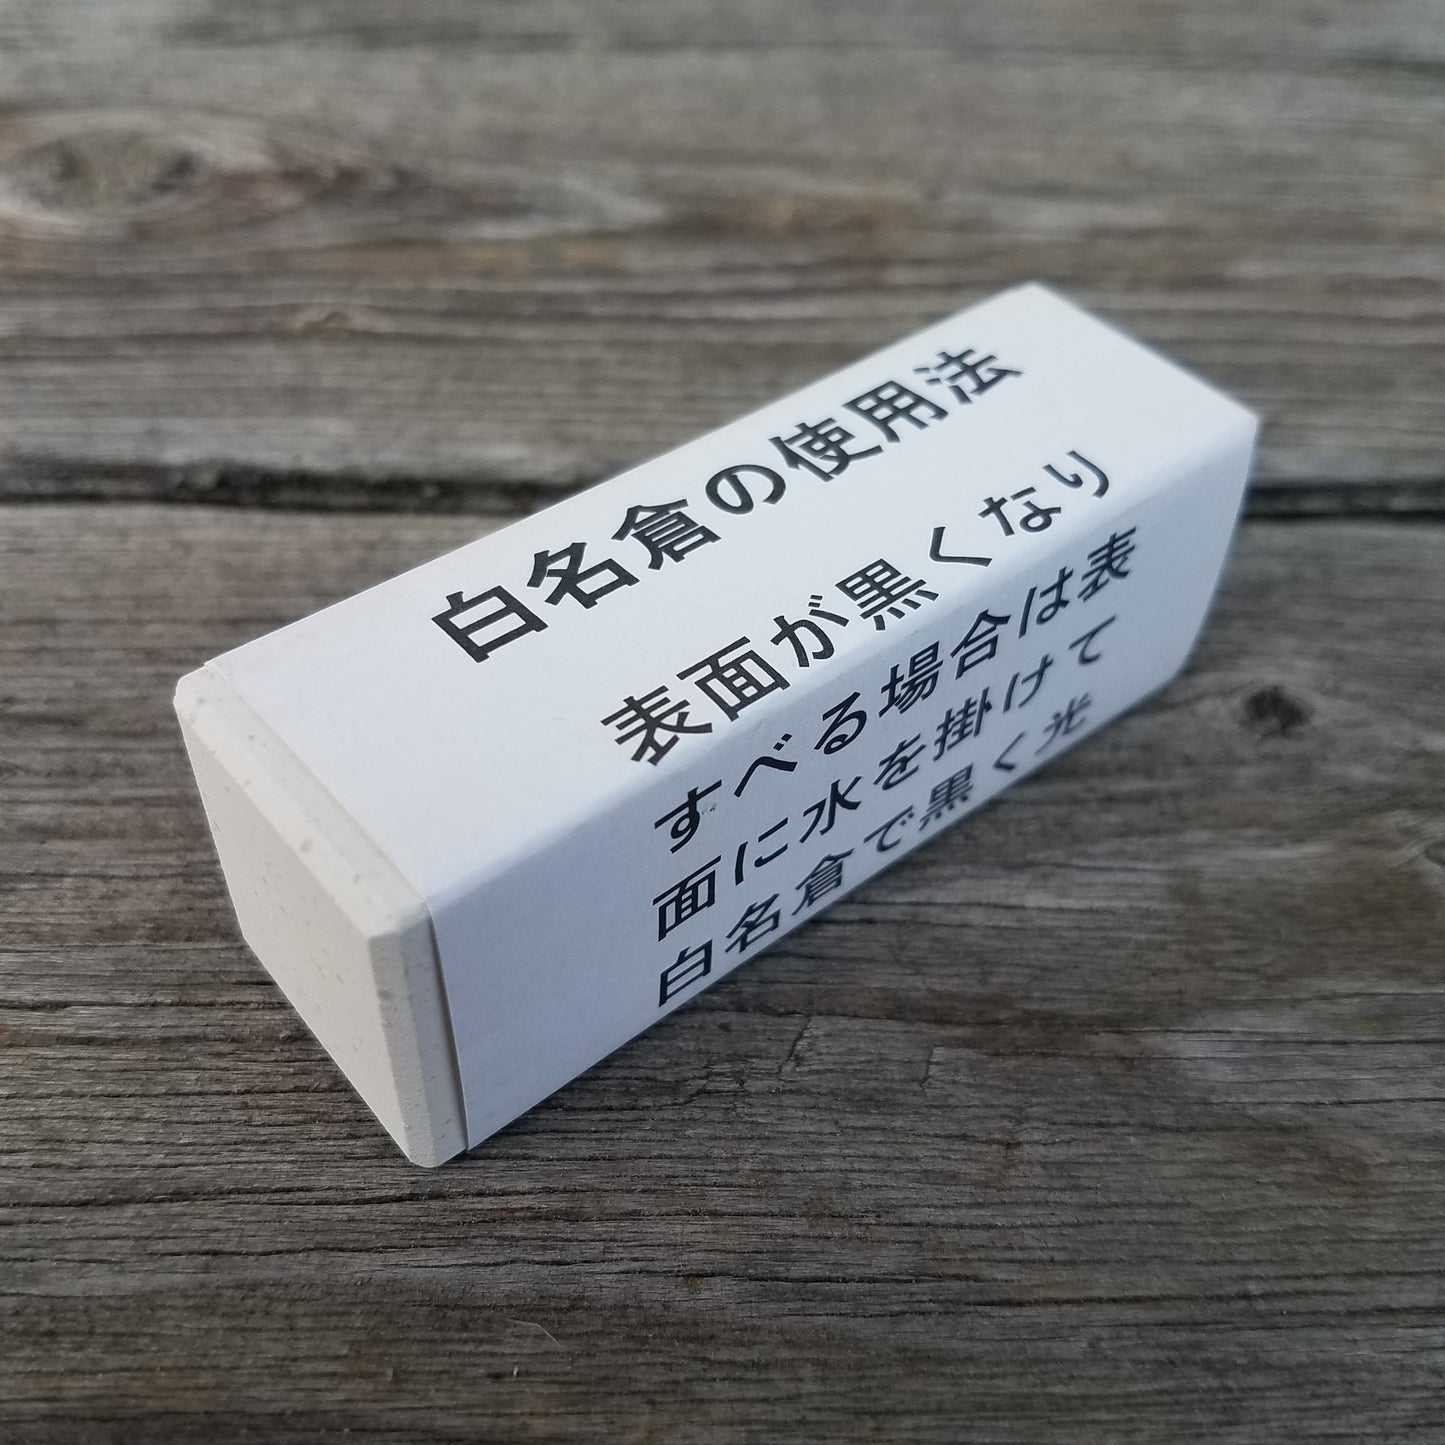 白名倉の使用法
表面が黒くなり
すべる場合は表
面に水を掛けて
白名倉で黒く光